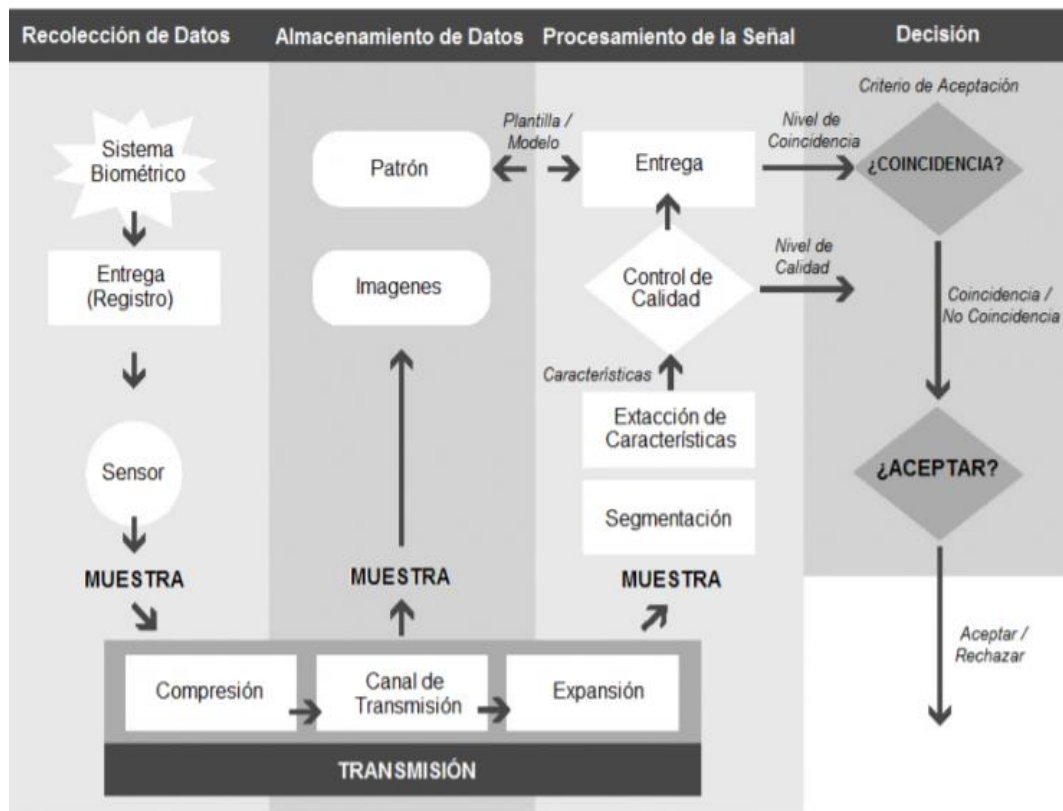 Recolección de Datos
Almacenamiento de Datos
Procesamiento de la Señal
Decisión
Sistema
Biométrico
Entrega
(Registro)
Sensor
MUESTRA
Patrón
Imagenes
MUESTRA
Plantilla /
Modelo
Entrega
Control de
Calidad
Características
Extacción de
Características
Segmentación
MUESTRA
Nivel de
Coincidencia
Nivel de
Calidad
Criterio de Aceptación
¿COINCIDENCIA?
Coincidencia /
No Coincidencia
¿ACEPTAR?
Aceptar /
Rechazar
Compresión
Canal de
Transmisión
Expansión
TRANSMISIÓN